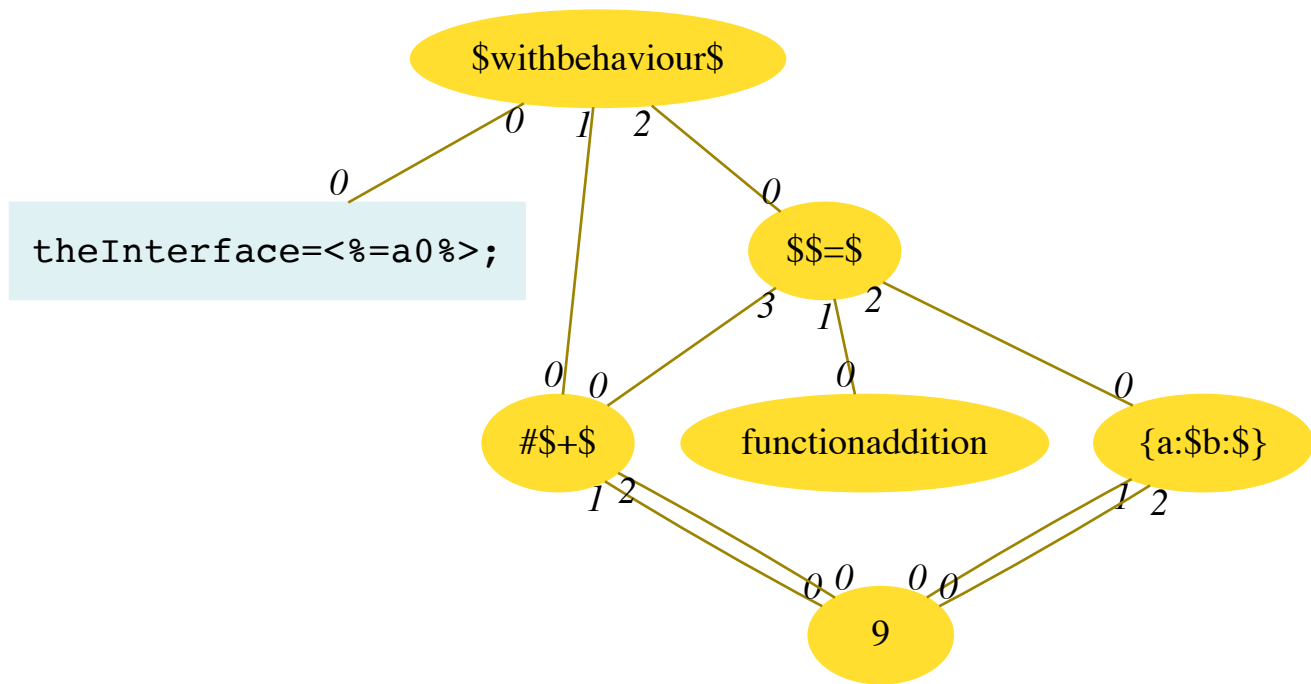 $withbehaviour$
0 1 2
0 0
theInterface=<%=a0%>;
$$=$
3 1 2
0 0 0 0
#$+$
functionaddition
{a:$b:$}
1 2 1 2
0 0 0 0
9